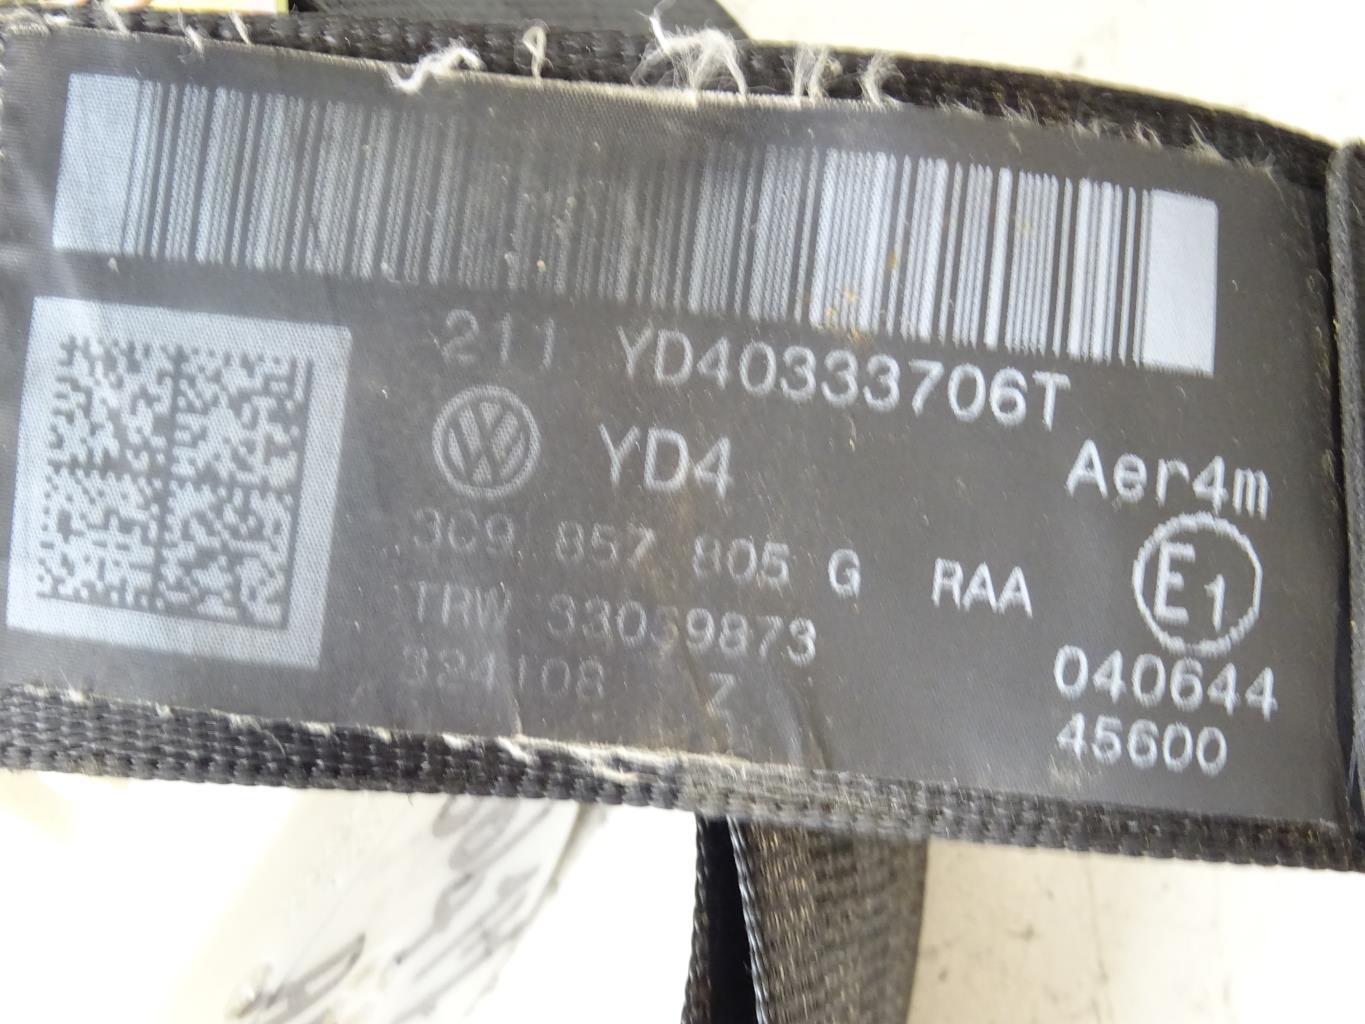 211 YD40333706T
YD4
Aer4m
3C9 857 805 G RAA
E1
TRW 33059873
040644
324108 Z
45600